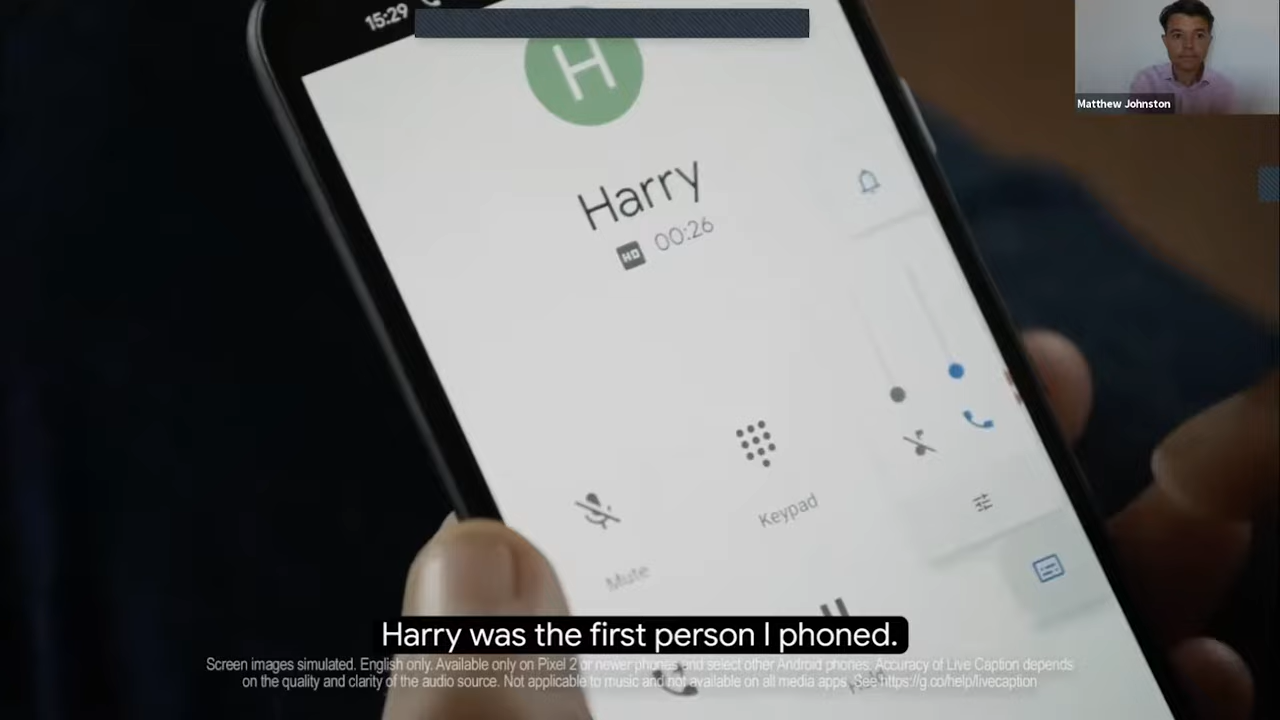 15:29
H
Matthew Johnston
Harry
HD 00:26
Keypad
Mute
Harry was the first person I phoned.
Screen images simulated. English only. Available only on Pixel 2 or newer phones and select other Android phones. Accuracy of Live Caption depends
on the quality and clarity of the audio source. Not applicable to music and not available on all media apps. See https://g.co/help/livecaption